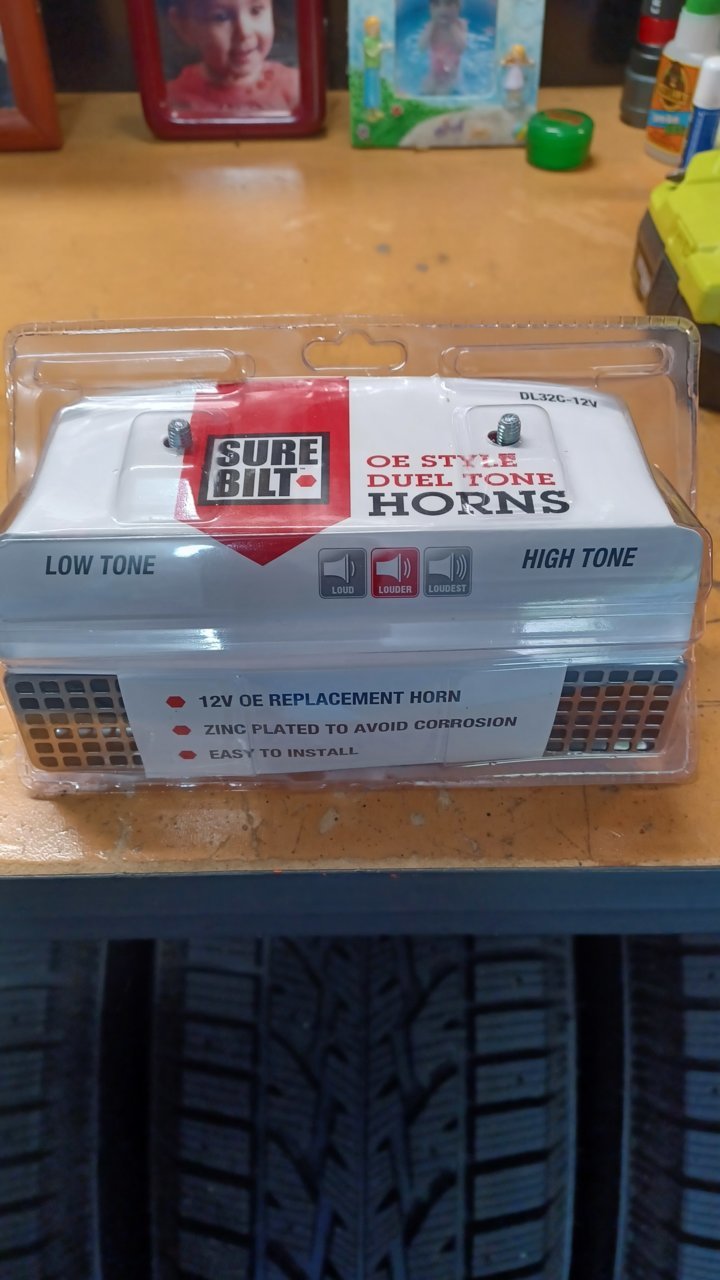 DL32C-12V
SURE
BILT
OE STYLE
DUEL TONE
HORNS
LOW TONE
HIGH TONE
LOUD
LOUDER
LOUDEST
12V OE REPLACEMENT HORN
ZINC PLATED TO AVOID CORROSION
EASY TO INSTALL